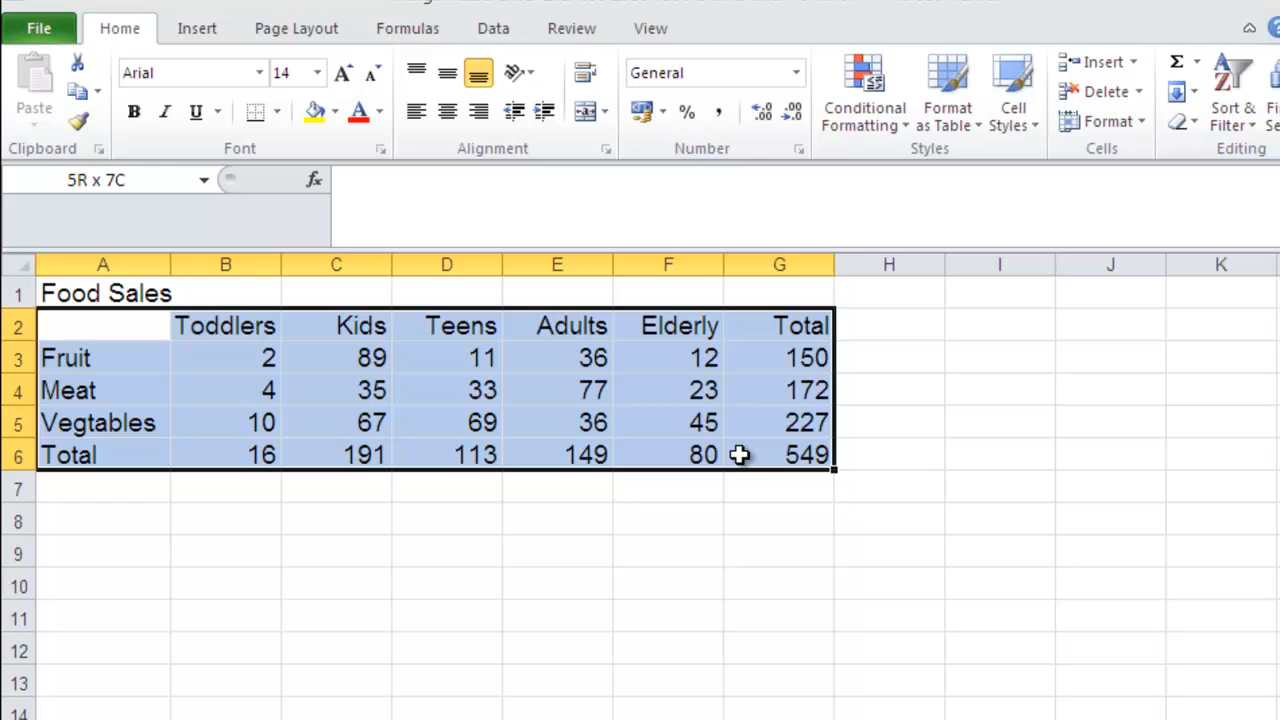 File Home Insert Page Layout Formulas Data Review View
Arial 14 General Insert Σ
Paste B I U A % , Conditional Formatting Format as Table Cell Styles Delete Format Sort & Filter
Clipboard Font Alignment Number Styles Cells Editing
5R x 7C fx
A B C D E F G H I J K
1 Food Sales
2 Toddlers Kids Teens Adults Elderly Total
3 Fruit 2 89 11 36 12 150
4 Meat 4 35 33 77 23 172
5 Vegtables 10 67 69 36 45 227
6 Total 16 191 113 149 80 549
7
8
9
10
11
12
13
14